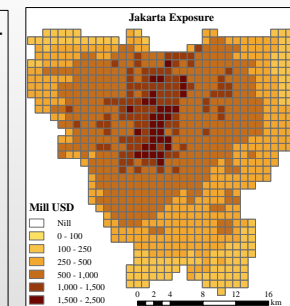 Jakarta Exposure
Mill USD
Nill
0 - 100
100 - 250
250 - 500
500 - 1,000
1,000 - 1,500
1,500 - 2,500
0 2 4 8 12 16
km